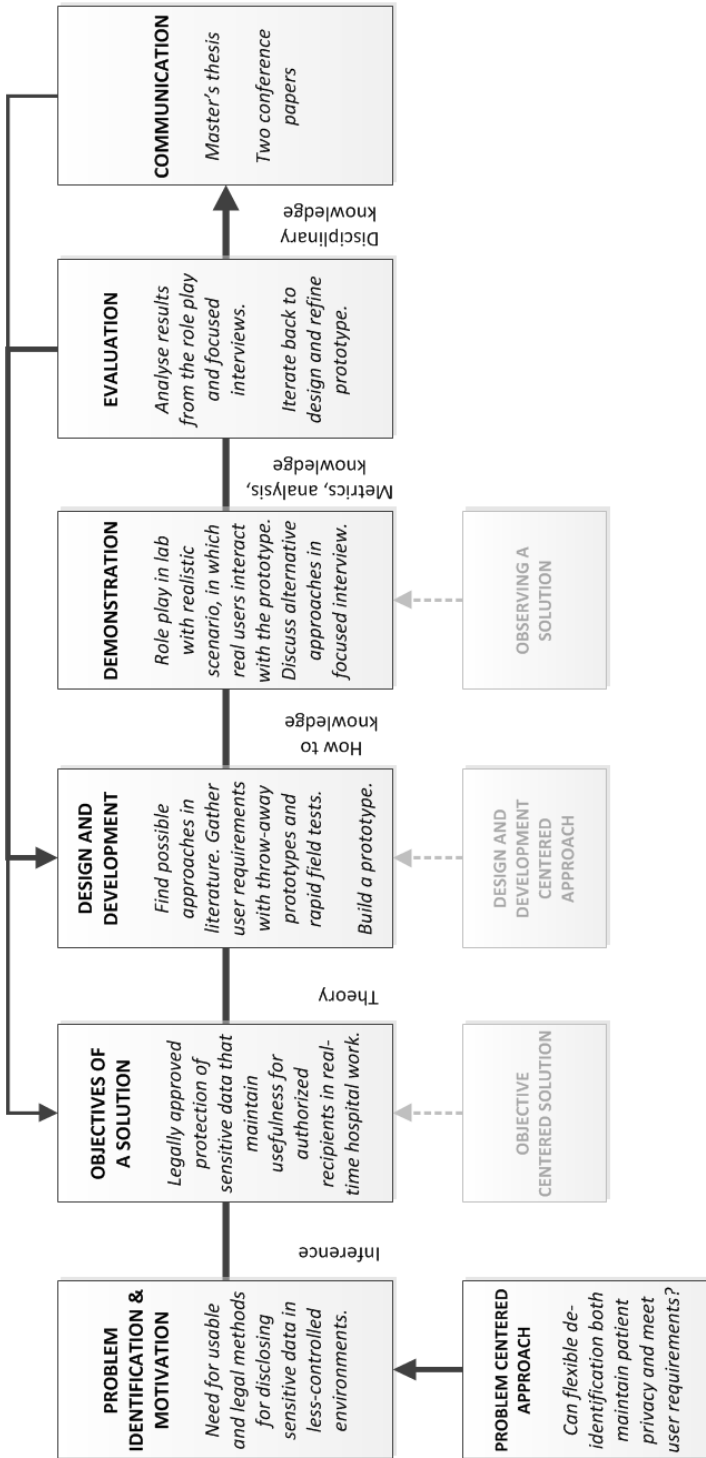 PROBLEM
IDENTIFICATION &
MOTIVATION
Need for usable
and legal methods
for disclosing
sensitive data in
less-controlled
environments.
Inference
OBJECTIVES OF
A SOLUTION
Legally approved
protection of
sensitive data that
maintain
usefulness for
authorized
recipients in real-
time hospital work.
Theory
DESIGN AND
DEVELOPMENT
Find possible
approaches in
literature. Gather
user requirements
with throw-away
prototypes and
rapid field tests.
Build a prototype.
How to
knowledge
DEMONSTRATION
Role play in lab
with realistic
scenario, in which
real users interact
with the prototype.
Discuss alternative
approaches in
focused interview.
Metrics, analysis,
knowledge
EVALUATION
Analyse results
from the role play
and focused
interviews.
Iterate back to
design and refine
prototype.
Disciplinary
knowledge
COMMUNICATION
Master's thesis
Two conference
papers
PROBLEM CENTERED
APPROACH
Can flexible de-
identification both
maintain patient
privacy and meet
user requirements?
OBJECTIVE
CENTERED SOLUTION
DESIGN AND
DEVELOPMENT
CENTERED
APPROACH
OBSERVING A
SOLUTION